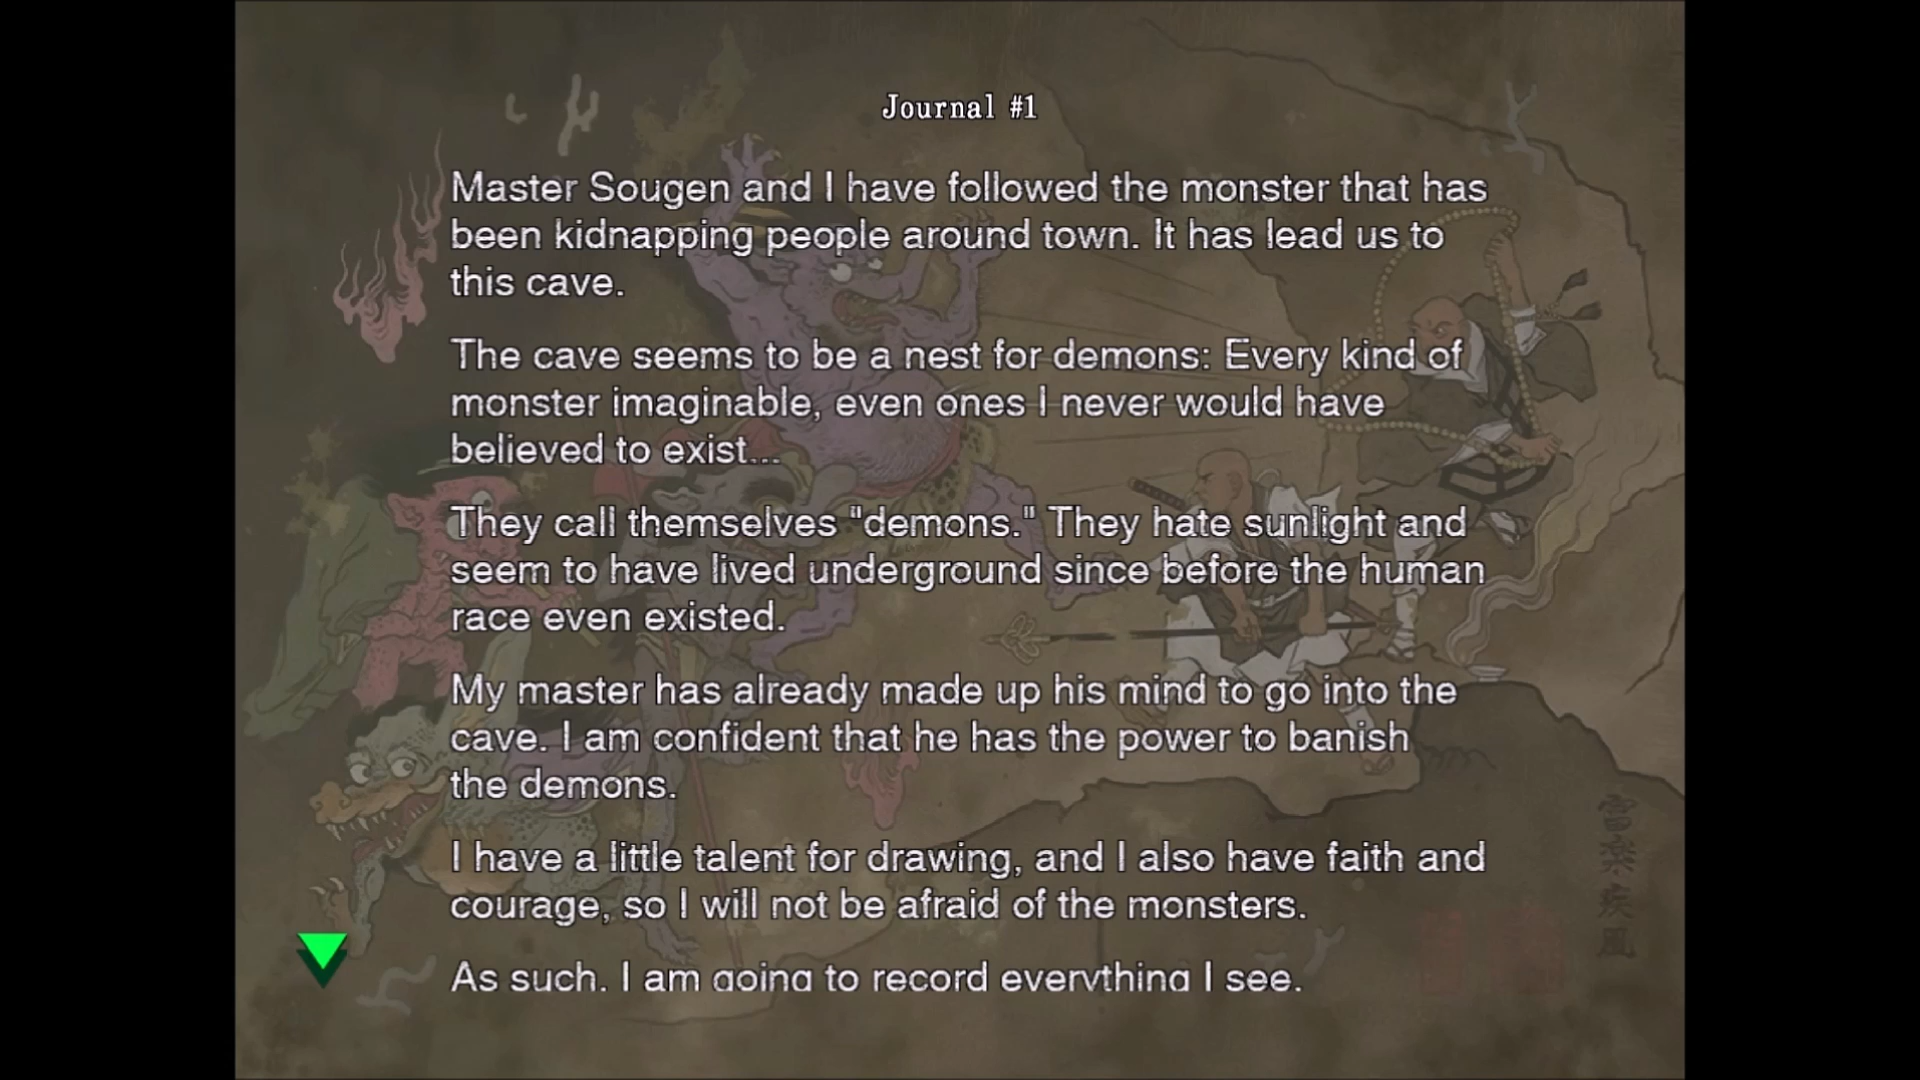 Journal #1
Master Sougen and I have followed the monster that has
been kidnapping people around town. It has lead us to
this cave.
The cave seems to be a nest for demons: Every kind of
monster imaginable, even ones I never would have
believed to exist...
They call themselves "demons." They hate sunlight and
seem to have lived underground since before the human
race even existed.
My master has already made up his mind to go into the
cave. I am confident that he has the power to banish
the demons.
I have a little talent for drawing, and I also have faith and
courage, so I will not be afraid of the monsters.
As such, I am going to record everything I see.